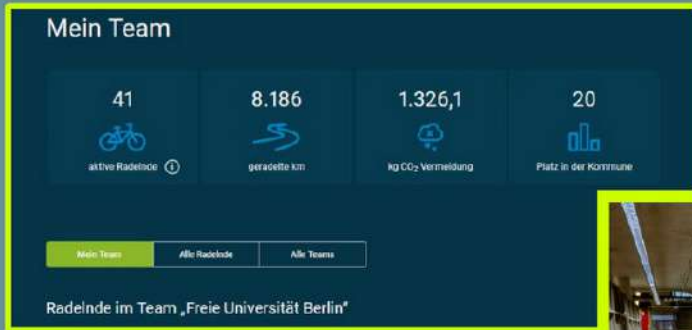 Mein Team
41
aktive Radelnde
8.186
geradelte km
1.326,1
kg CO₂ Vermeidung
20
Platz in der Kommune
Mein Team Alle Radelnde Alle Teams
Radelnde im Team „Freie Universität Berlin“